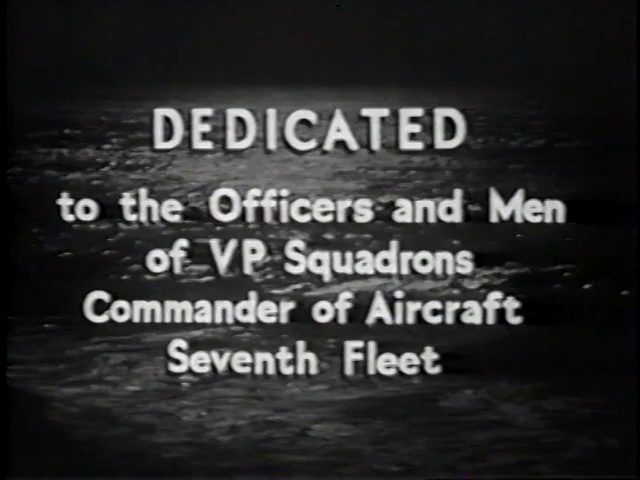 DEDICATED
to the Officers and Men
of VP Squadrons
Commander of Aircraft
Seventh Fleet